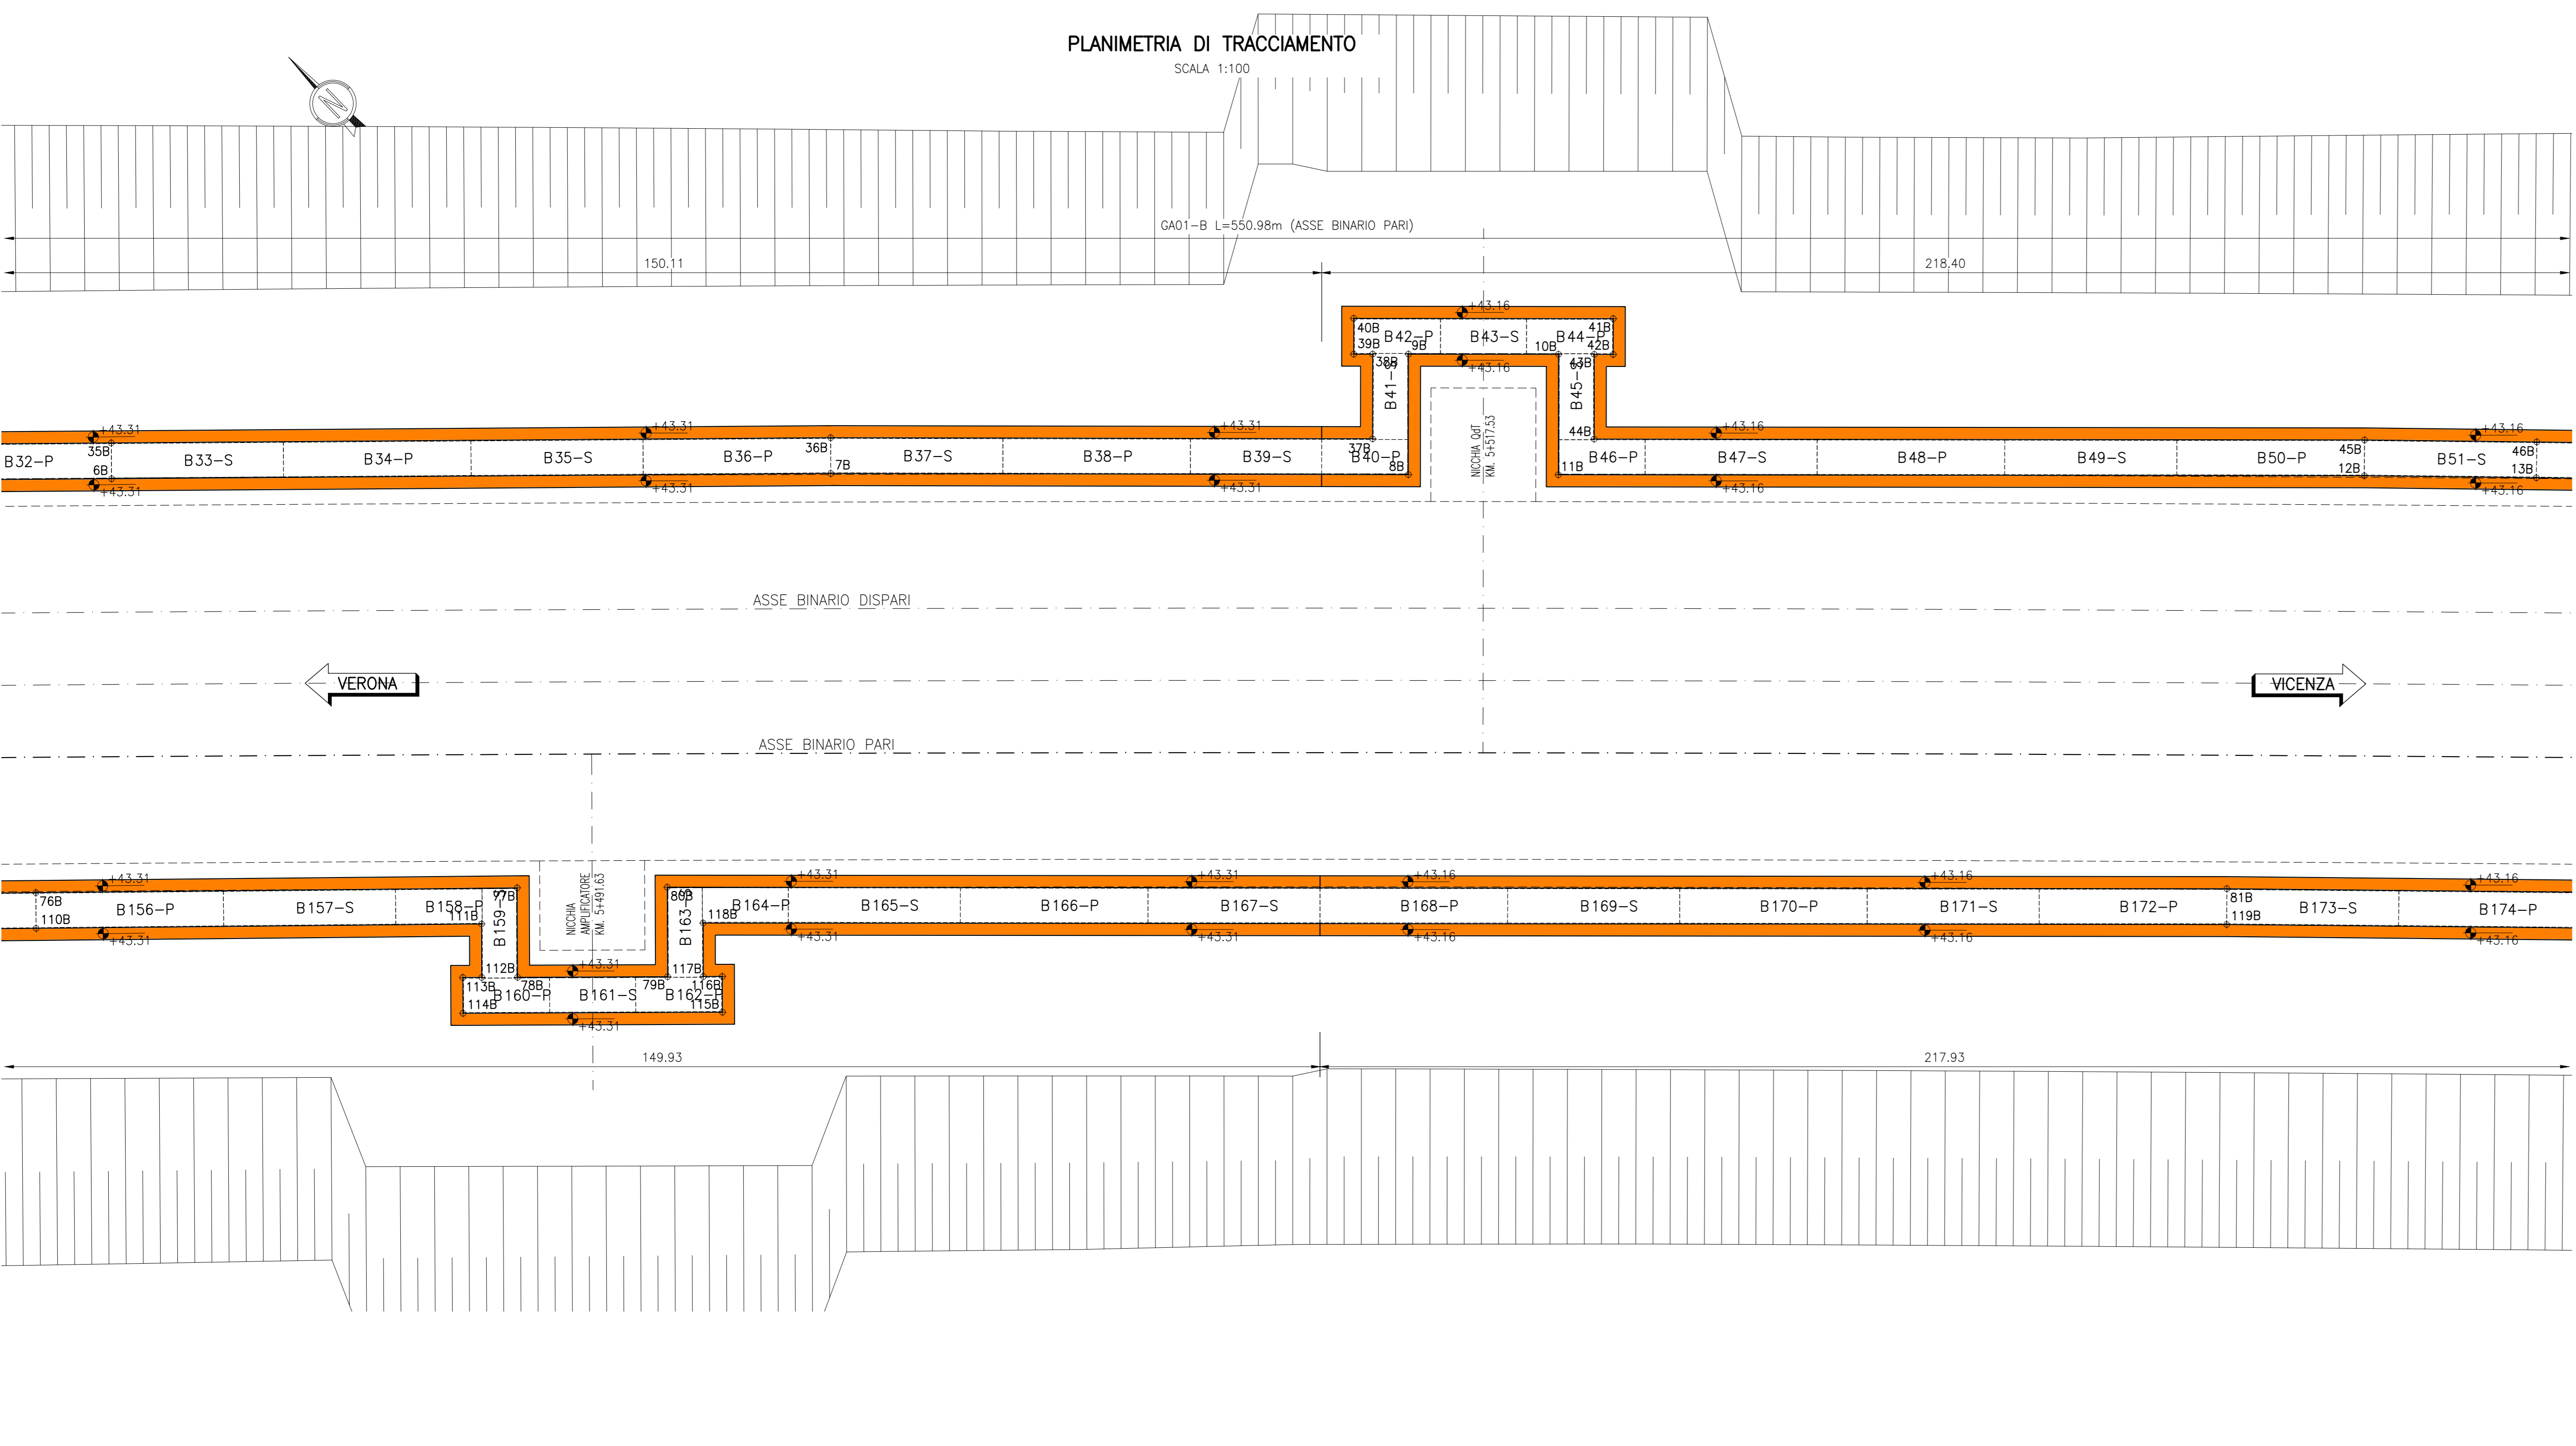 PLANIMETRIA DI TRACCIAMENTO
SCALA 1:100
N
GA01-B L=550.98m (ASSE BINARIO PARI)
150.11
218.40
+43.16
40B
B42-P
B43-S
B44-P
41B
39B
9B
10B
42B
38B
+43.16
43B
B41-S
B45-S
NICCHIA QdT
KM. 5+517.53
+43.31
+43.31
+43.31
+43.16
+43.16
35B
36B
37B
44B
45B
46B
B32-P
B33-S
B34-P
B35-S
B36-P
B37-S
B38-P
B39-S
B40-P
B46-P
B47-S
B48-P
B49-S
B50-P
B51-S
6B
7B
8B
11B
12B
13B
+43.31
+43.31
+43.31
+43.16
+43.16
ASSE BINARIO DISPARI
VERONA
VICENZA
ASSE BINARIO PARI
+43.31
+43.31
+43.31
+43.16
+43.16
+43.16
76B
77B
80B
81B
B156-P
B157-S
B158-P
B159-S
B163-S
B164-P
B165-S
B166-P
B167-S
B168-P
B169-S
B170-P
B171-S
B172-P
B173-S
B174-P
110B
111B
118B
119B
NICCHIA
AMPLIFICATORE
KM. 5+491.63
+43.31
+43.31
+43.31
+43.16
+43.16
+43.16
112B
+43.31
117B
113B
78B
79B
116B
B160-P
B161-S
B162-P
114B
115B
+43.31
149.93
217.93